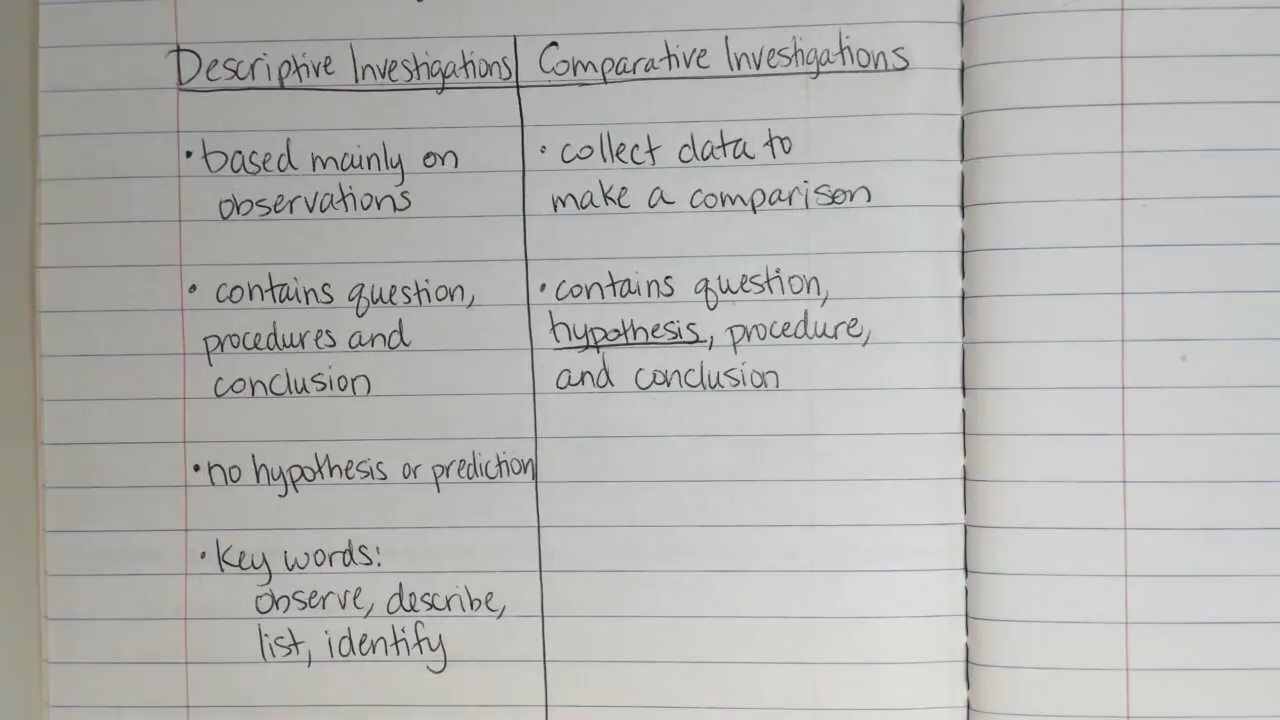 Descriptive Investigations
• based mainly on
observations
• contains question,
procedures and
conclusion
• no hypothesis or prediction
• Key words:
observe, describe,
list, identify
Comparative Investigations
• collect data to
make a comparison
• contains question,
hypothesis, procedure,
and conclusion